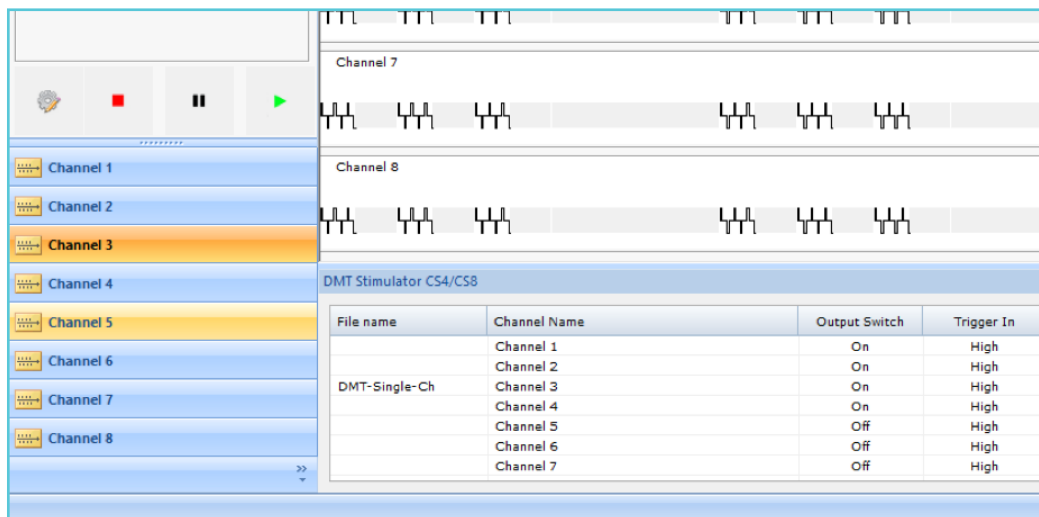 Channel 7
Channel 8
Channel 1
Channel 2
Channel 3
Channel 4
Channel 5
Channel 6
Channel 7
Channel 8
DMT Stimulator CS4/CS8
File name Channel Name Output Switch Trigger In
Channel 1 On High
Channel 2 On High
DMT-Single-Ch Channel 3 On High
Channel 4 On High
Channel 5 Off High
Channel 6 Off High
Channel 7 Off High